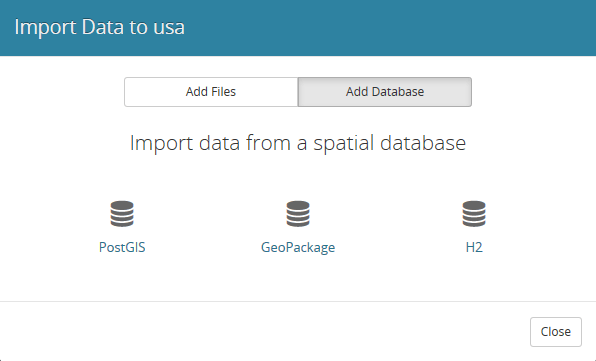 Import Data to usa
Add Files
Add Database
Import data from a spatial database
PostGIS
GeoPackage
H2
Close